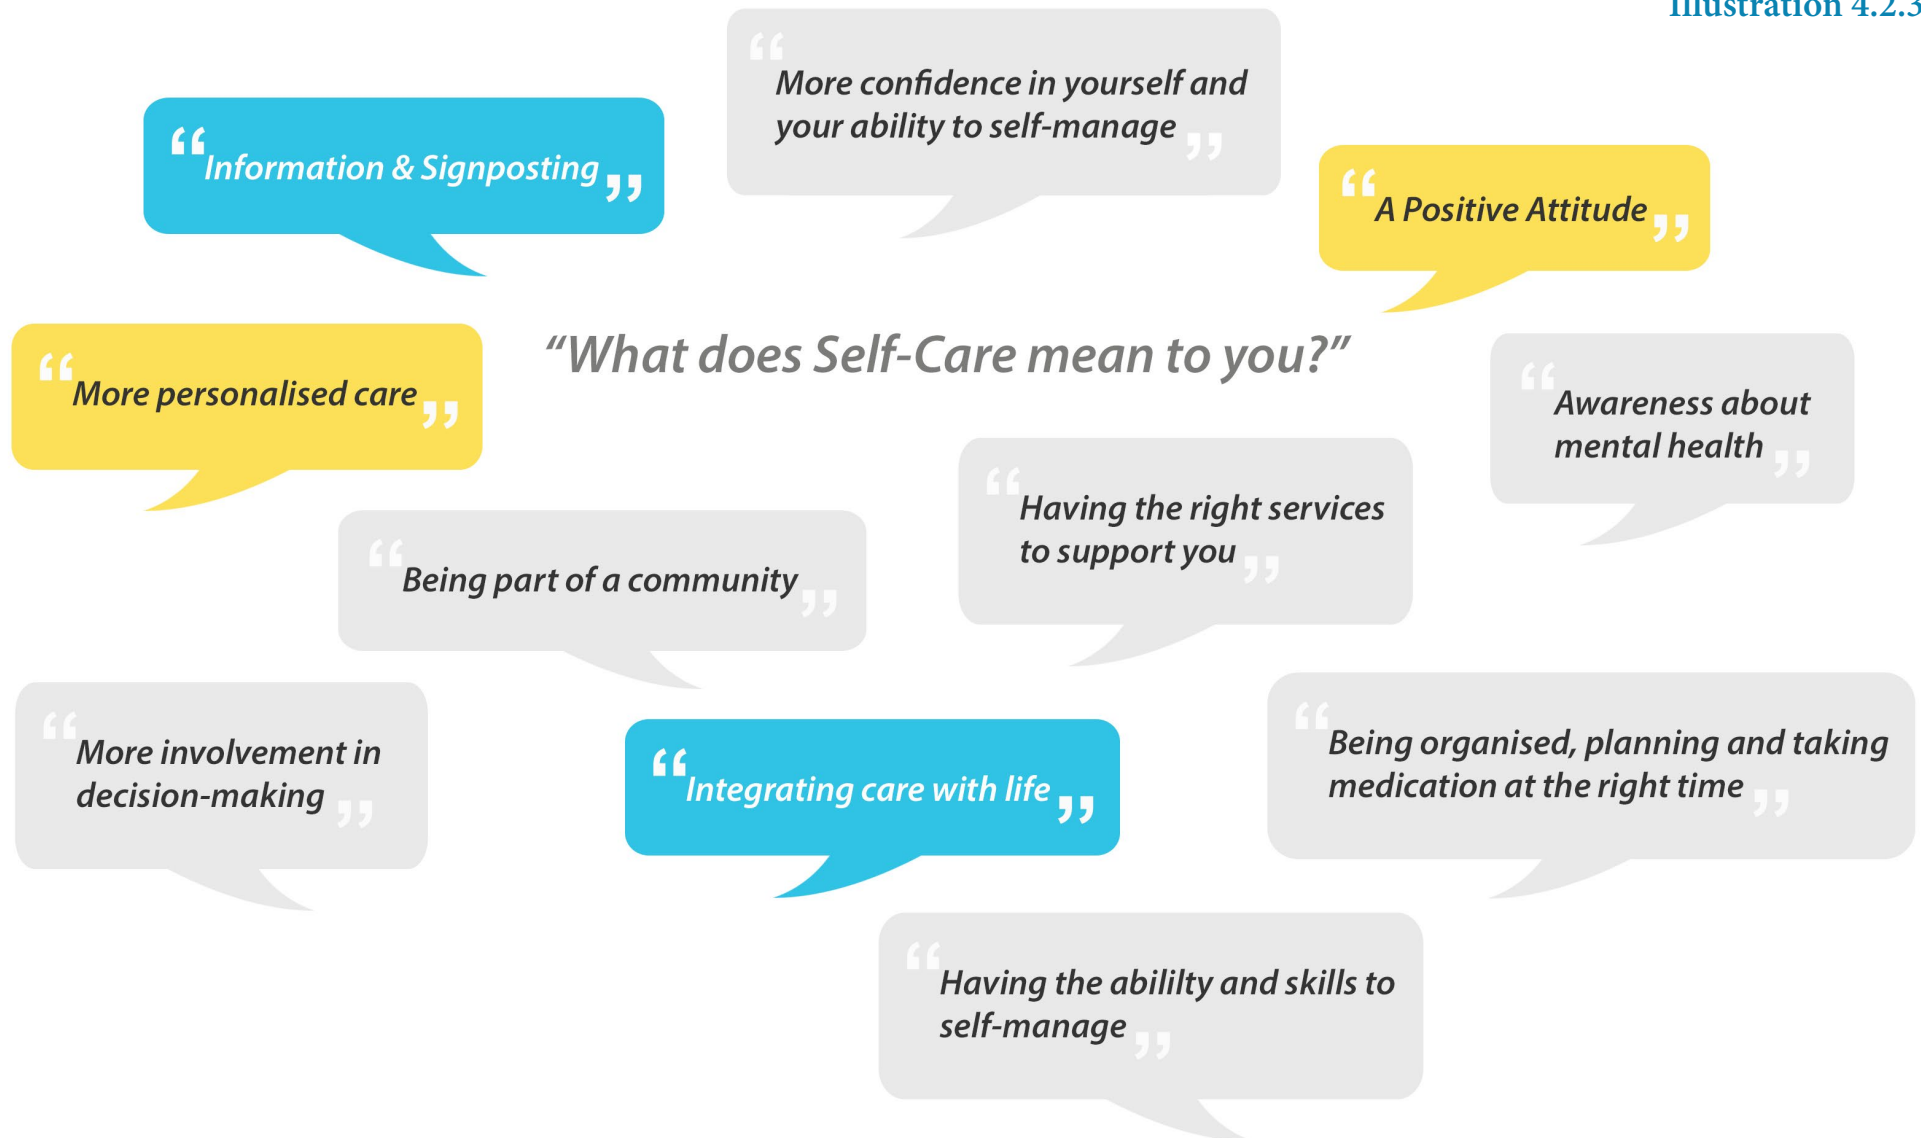 Illustration 4.2.3
“More confidence in yourself and
your ability to self-manage”
“Information & Signposting”
“A Positive Attitude”
“What does Self-Care mean to you?”
“More personalised care”
“Awareness about
mental health”
“Having the right services
to support you”
“Being part of a community”
“More involvement in
decision-making”
“Integrating care with life”
“Being organised, planning and taking
medication at the right time”
“Having the abililty and skills to
self-manage”